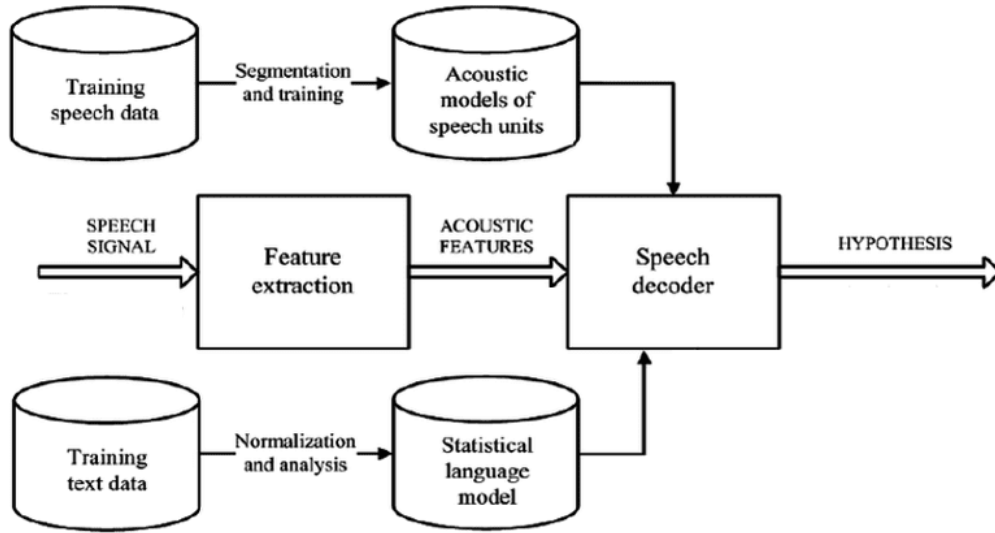 Training
speech data
Segmentation
and training
Acoustic
models of
speech units
SPEECH
SIGNAL
Feature
extraction
ACOUSTIC
FEATURES
Speech
decoder
HYPOTHESIS
Training
text data
Normalization
and analysis
Statistical
language
model